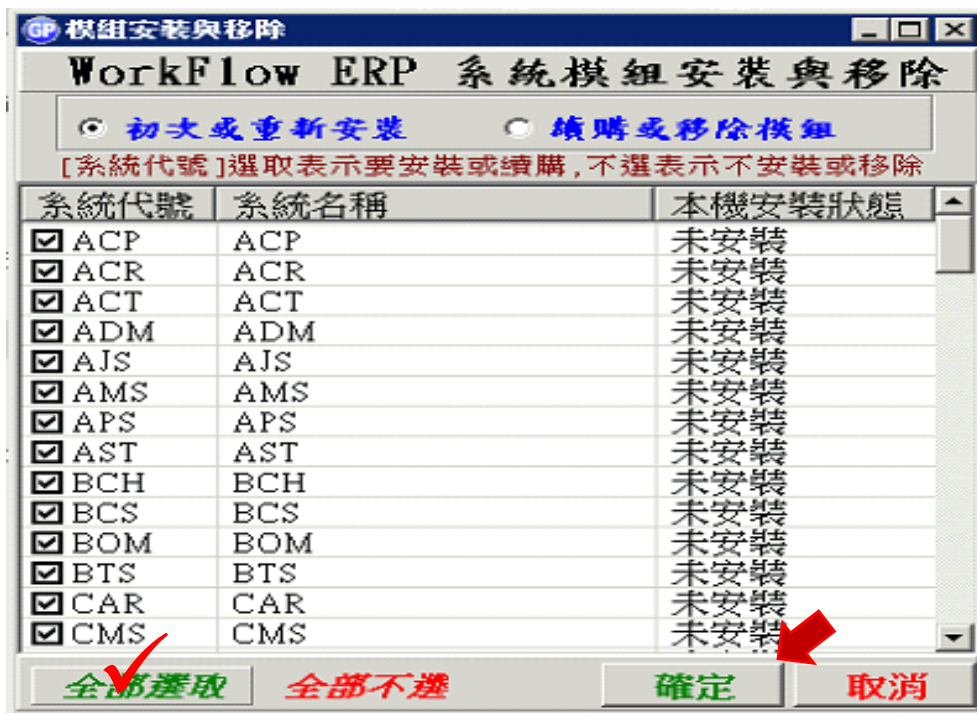 GP 模組安裝與移除
WorkFlow ERP 系統模組安裝與移除
初次或重新安裝 續購或移除模組
[系統代號]選取表示要安裝或續購,不選表示不安裝或移除
系統代號 系統名稱 本機安裝狀態
ACP ACP 未安裝
ACR ACR 未安裝
ACT ACT 未安裝
ADM ADM 未安裝
AJS AJS 未安裝
AMS AMS 未安裝
APS APS 未安裝
AST AST 未安裝
BCH BCH 未安裝
BCS BCS 未安裝
BOM BOM 未安裝
BTS BTS 未安裝
CAR CAR 未安裝
CMS CMS 未安裝
全部選取 全部不選 確定 取消